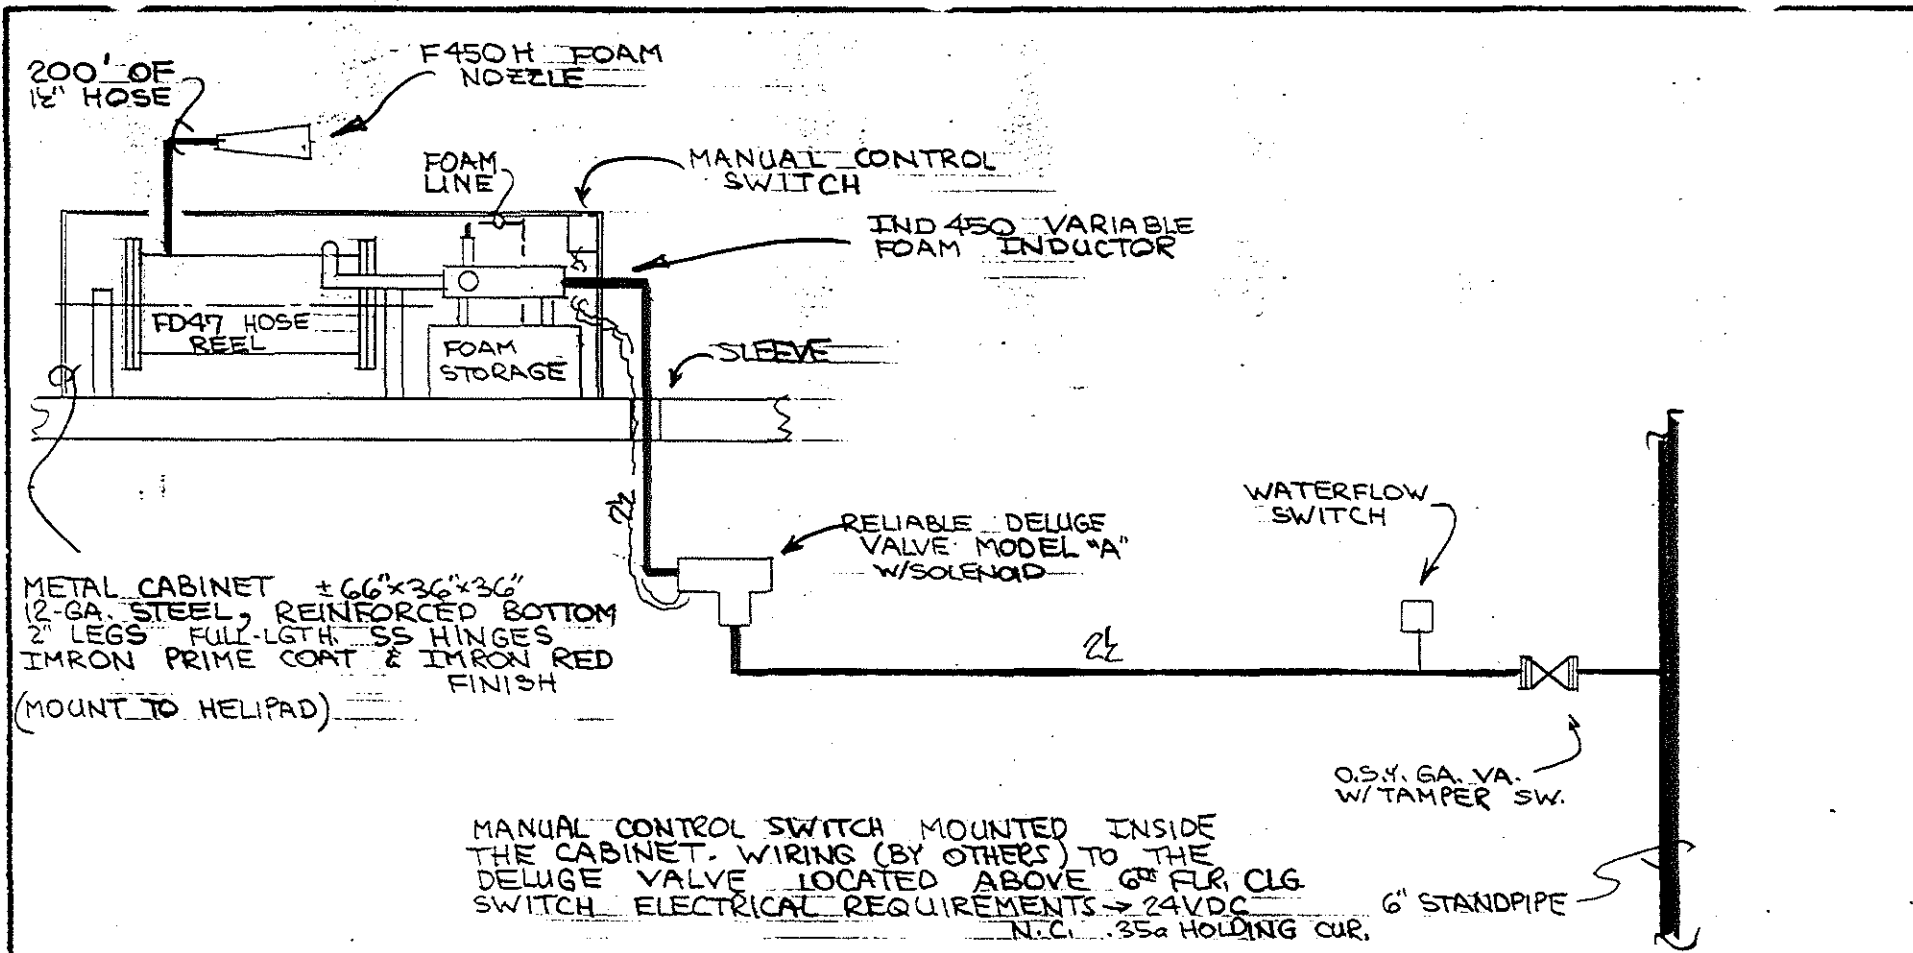 200' OF
1½" HOSE
F450H FOAM
NOZZLE
FOAM
LINE
MANUAL CONTROL
SWITCH
IND 450 VARIABLE
FOAM INDUCTOR
FD47 HOSE
REEL
FOAM
STORAGE
SLEEVE
2½
RELIABLE DELUGE
VALVE MODEL "A"
W/SOLENOID
WATERFLOW
SWITCH
2½
METAL CABINET ±66"x36"x36"
12-GA. STEEL, REINFORCED BOTTOM
2" LEGS FULL-LGTH. SS HINGES
IMRON PRIME COAT & IMRON RED
FINISH
(MOUNT TO HELIPAD)
O.S.Y. GA. VA.
W/TAMPER SW.
MANUAL CONTROL SWITCH MOUNTED INSIDE
THE CABINET. WIRING (BY OTHERS) TO THE
DELUGE VALVE LOCATED ABOVE 6TH FLR, CLG
SWITCH ELECTRICAL REQUIREMENTS → 24VDC
N.C. .35a HOLDING CUR.
6" STANDPIPE